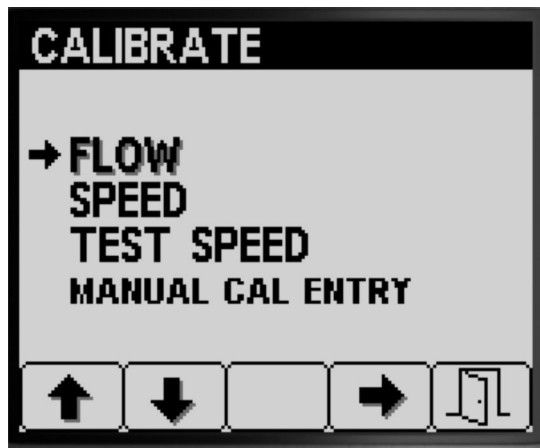 CALIBRATE
FLOW
SPEED
TEST SPEED
MANUAL CAL ENTRY